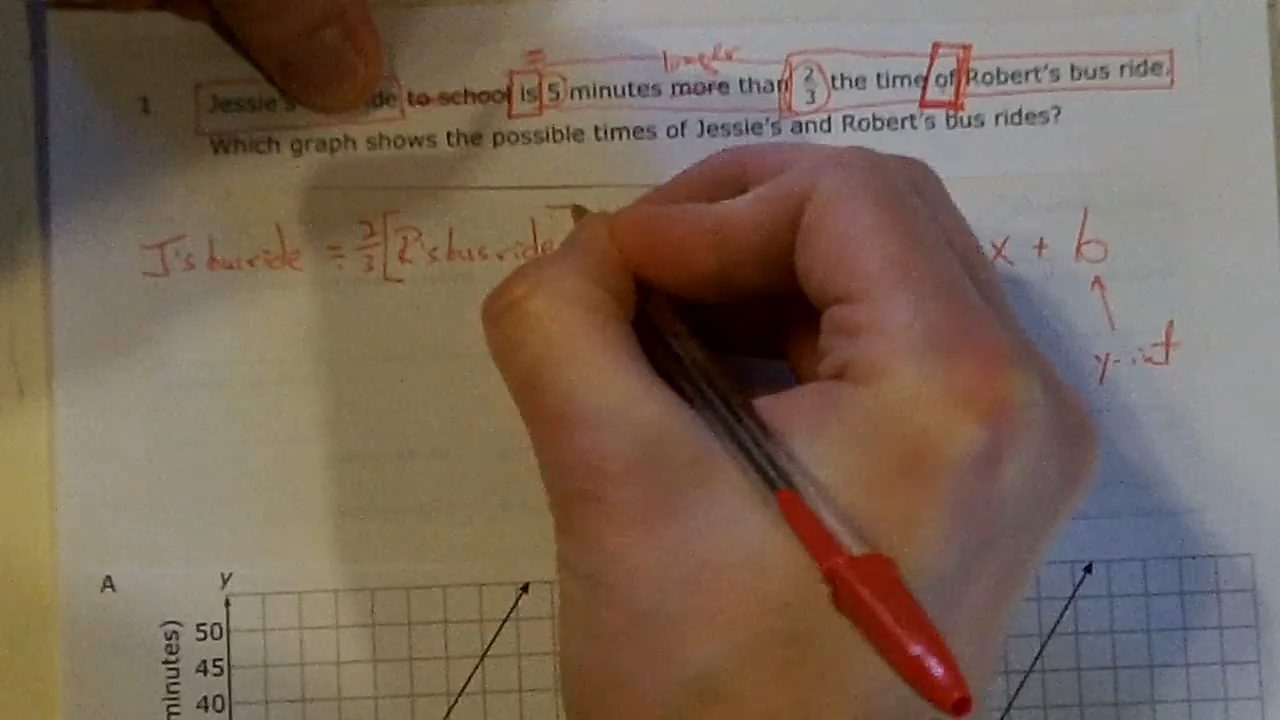 longer
1 Jessie's ride to school is 5 minutes more than 2/3 the time of Robert's bus ride.
Which graph shows the possible times of Jessie's and Robert's bus rides?
J's bus ride = 2/3 [R's bus ride] x + b
y-int
A y
50
45
40
minutes)